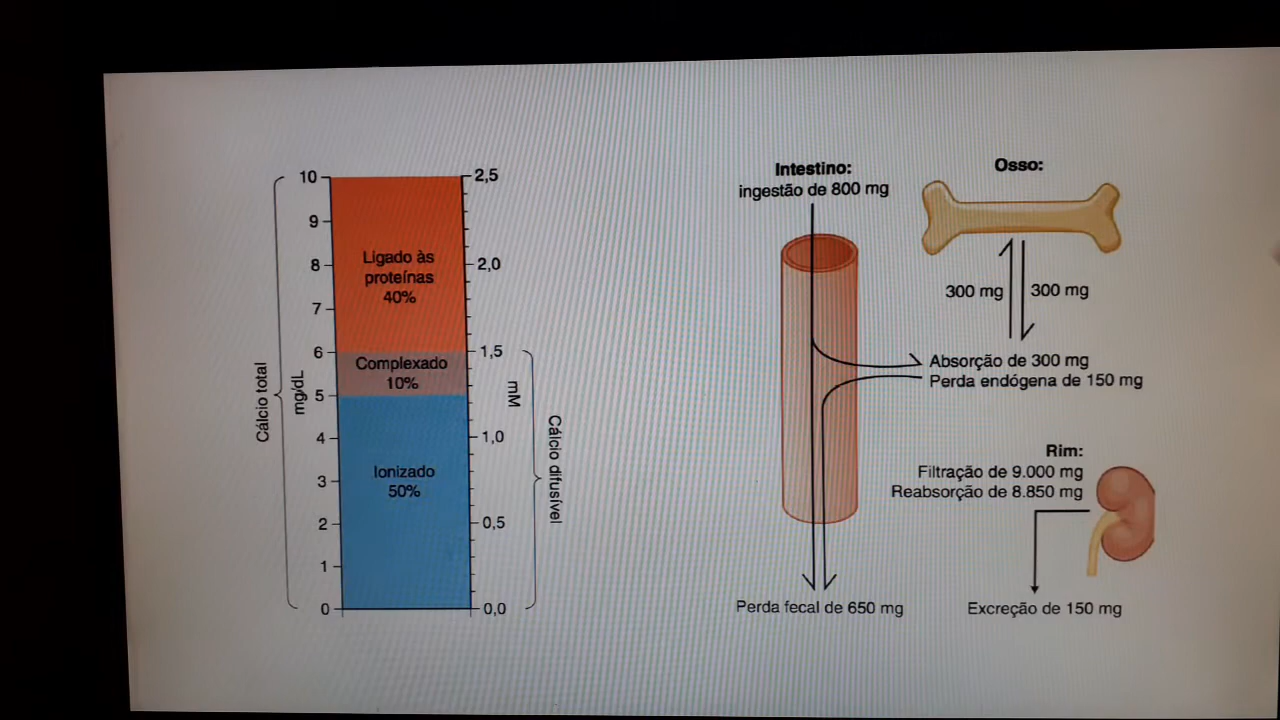 10
9
8
7
6
5
4
3
2
1
0
Cálcio total
mg/dL
Ligado às
proteínas
40%
Complexado
10%
Ionizado
50%
2,5
2,0
1,5
1,0
0,5
0,0
mM
Cálcio difusível
Intestino:
ingestão de 800 mg
Osso:
300 mg
300 mg
Absorção de 300 mg
Perda endógena de 150 mg
Rim:
Filtração de 9.000 mg
Reabsorção de 8.850 mg
Perda fecal de 650 mg
Excreção de 150 mg